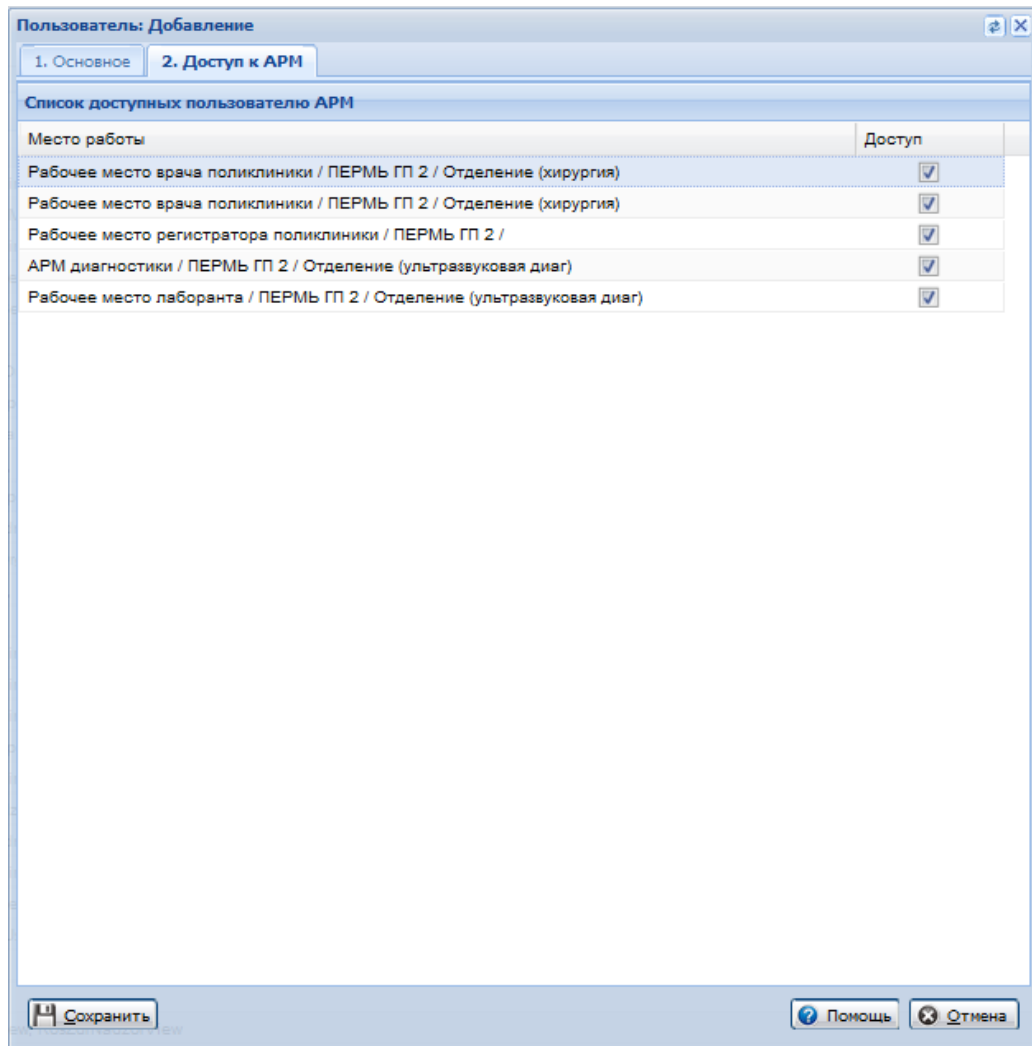 Пользователь: Добавление
1. Основное 2. Доступ к АРМ
Список доступных пользователю АРМ
Место работы Доступ
Рабочее место врача поликлиники / ПЕРМЬ ГП 2 / Отделение (хирургия)
Рабочее место врача поликлиники / ПЕРМЬ ГП 2 / Отделение (хирургия)
Рабочее место регистратора поликлиники / ПЕРМЬ ГП 2 /
АРМ диагностики / ПЕРМЬ ГП 2 / Отделение (ультразвуковая диаг)
Рабочее место лаборанта / ПЕРМЬ ГП 2 / Отделение (ультразвуковая диаг)
Сохранить Помощь Отмена